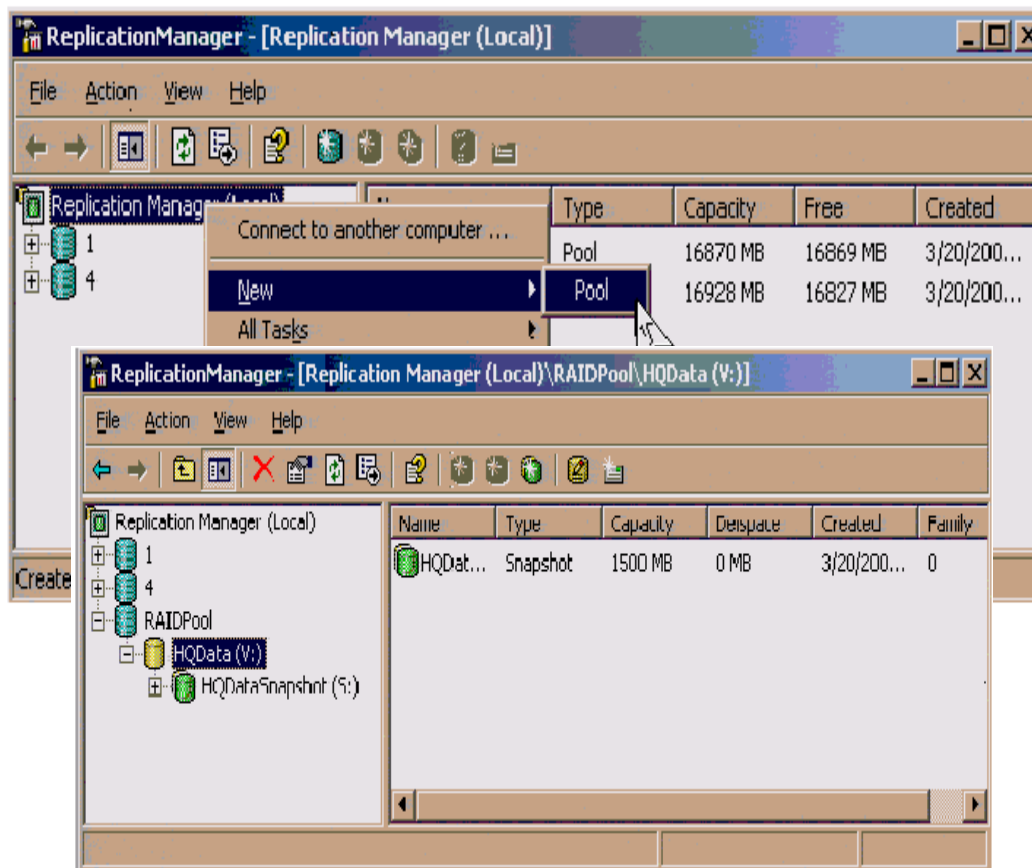 ReplicationManager - [Replication Manager (Local)]
File Action View Help
Replication Manager (Local)
Type Capacity Free Created
1
4
Connect to another computer ...
New
Pool
All Tasks
Pool 16870 MB 16869 MB 3/20/200...
16928 MB 16827 MB 3/20/200...
Create
ReplicationManager - [Replication Manager (Local)\RAIDPool\HQData (V:)]
File Action View Help
Replication Manager (Local)
1
4
RAIDPool
HQData (V:)
HQDataSnapshot (S:)
Name Type Capacity Delspace Created Family
HQDat... Snapshot 1500 MB 0 MB 3/20/200... 0